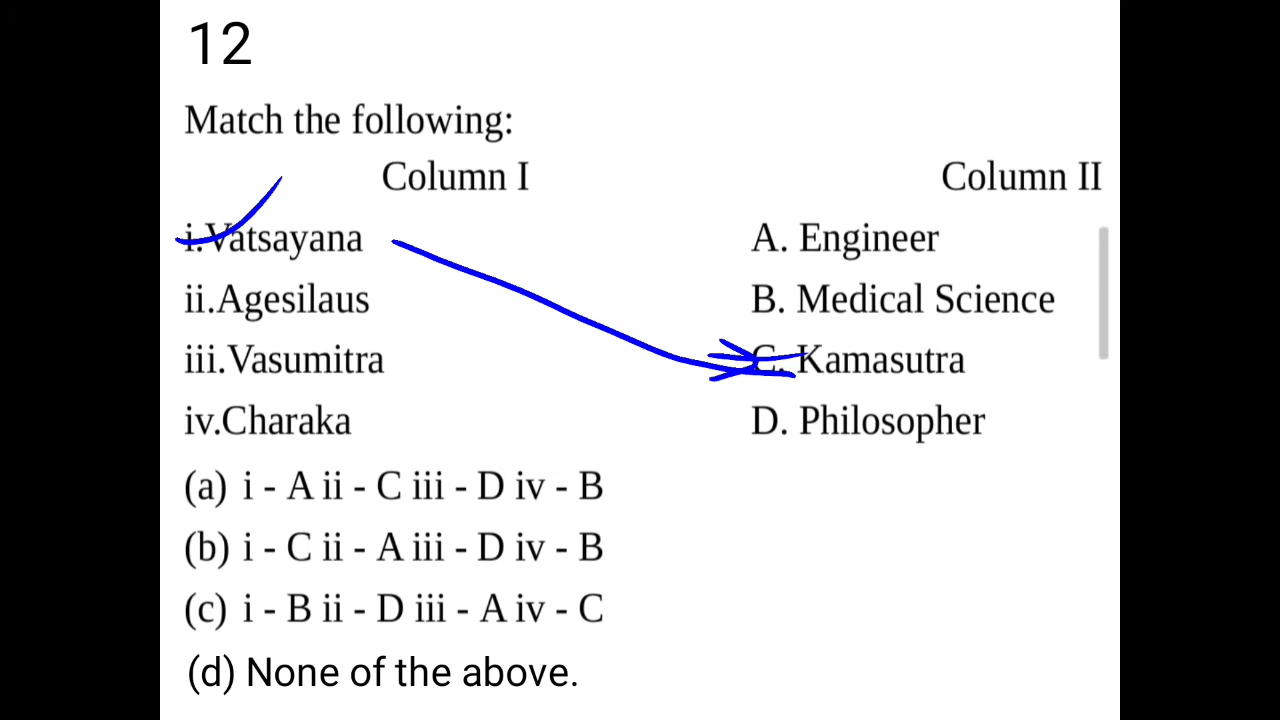 12
Match the following:
Column I Column II
i.Vatsayana A. Engineer
ii.Agesilaus B. Medical Science
iii.Vasumitra C. Kamasutra
iv.Charaka D. Philosopher
(a) i - A ii - C iii - D iv - B
(b) i - C ii - A iii - D iv - B
(c) i - B ii - D iii - A iv - C
(d) None of the above.